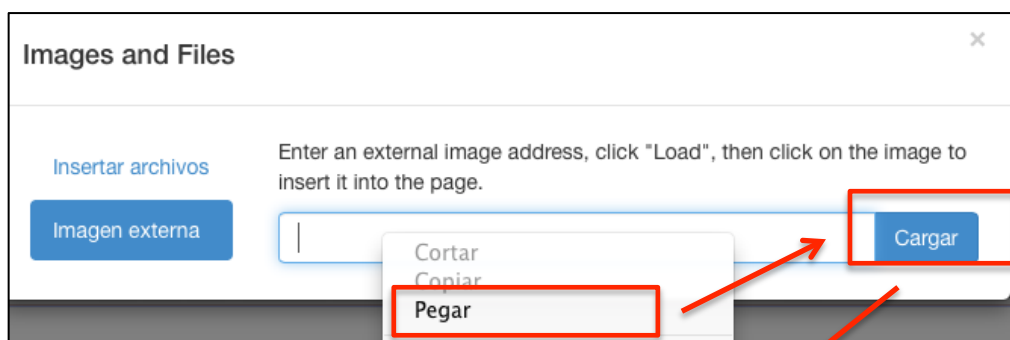 Images and Files
×
Insertar archivos
Imagen externa
Enter an external image address, click "Load", then click on the image to
insert it into the page.
Cargar
Cortar
Copiar
Pegar